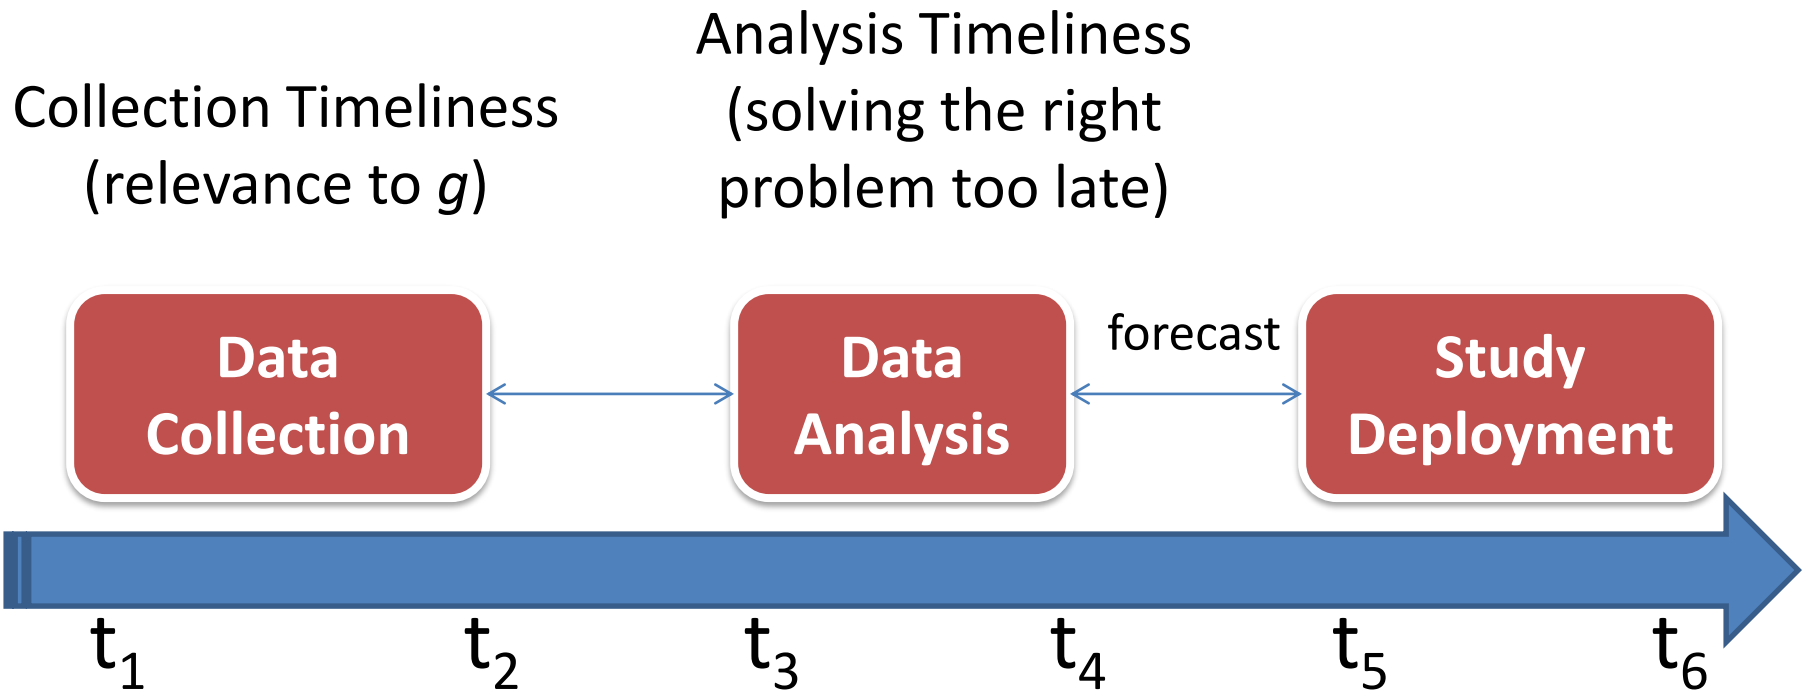 Collection Timeliness
(relevance to g)
Analysis Timeliness
(solving the right
problem too late)
Data
Collection
Data
Analysis
forecast
Study
Deployment
t1
t2
t3
t4
t5
t6